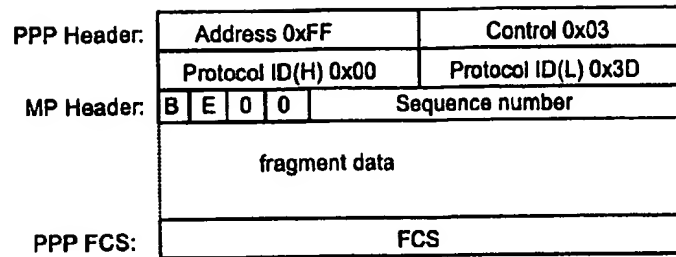 PPP Header: Address 0xFF Control 0x03
Protocol ID(H) 0x00 Protocol ID(L) 0x3D
MP Header: B E 0 0 Sequence number
fragment data
PPP FCS: FCS